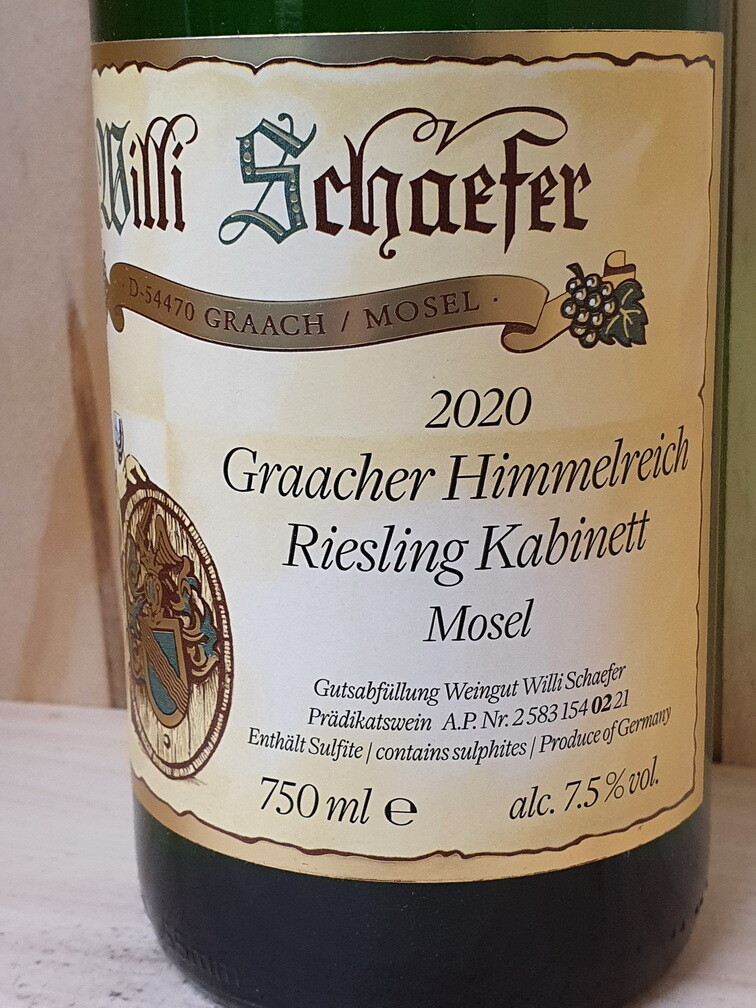 Willi Schaefer
D-54470 GRAACH / MOSEL ·
2020
Graacher Himmelreich
Riesling Kabinett
Mosel
Gutsabfüllung Weingut Willi Schaefer
Prädikatswein A.P. Nr. 2 583 154 02 21
Enthält Sulfite | contains sulphites | Produce of Germany
750 ml e
alc. 7.5 % vol.